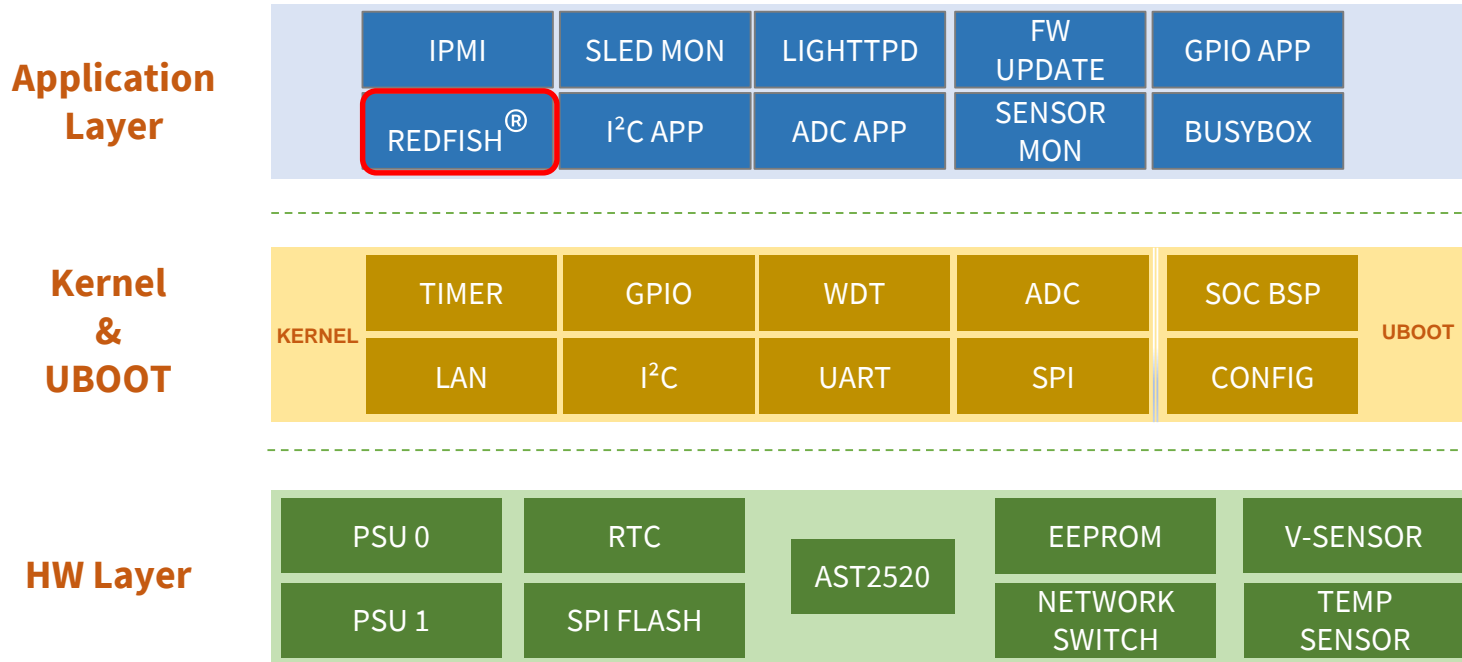 Application
Layer
IPMI
SLED MON
LIGHTTPD
FW
UPDATE
GPIO APP
REDFISH®
I²C APP
ADC APP
SENSOR
MON
BUSYBOX
Kernel
&
UBOOT
KERNEL
TIMER
GPIO
WDT
ADC
SOC BSP
LAN
I²C
UART
SPI
CONFIG
UBOOT
HW Layer
PSU 0
RTC
AST2520
EEPROM
V-SENSOR
PSU 1
SPI FLASH
NETWORK
SWITCH
TEMP
SENSOR